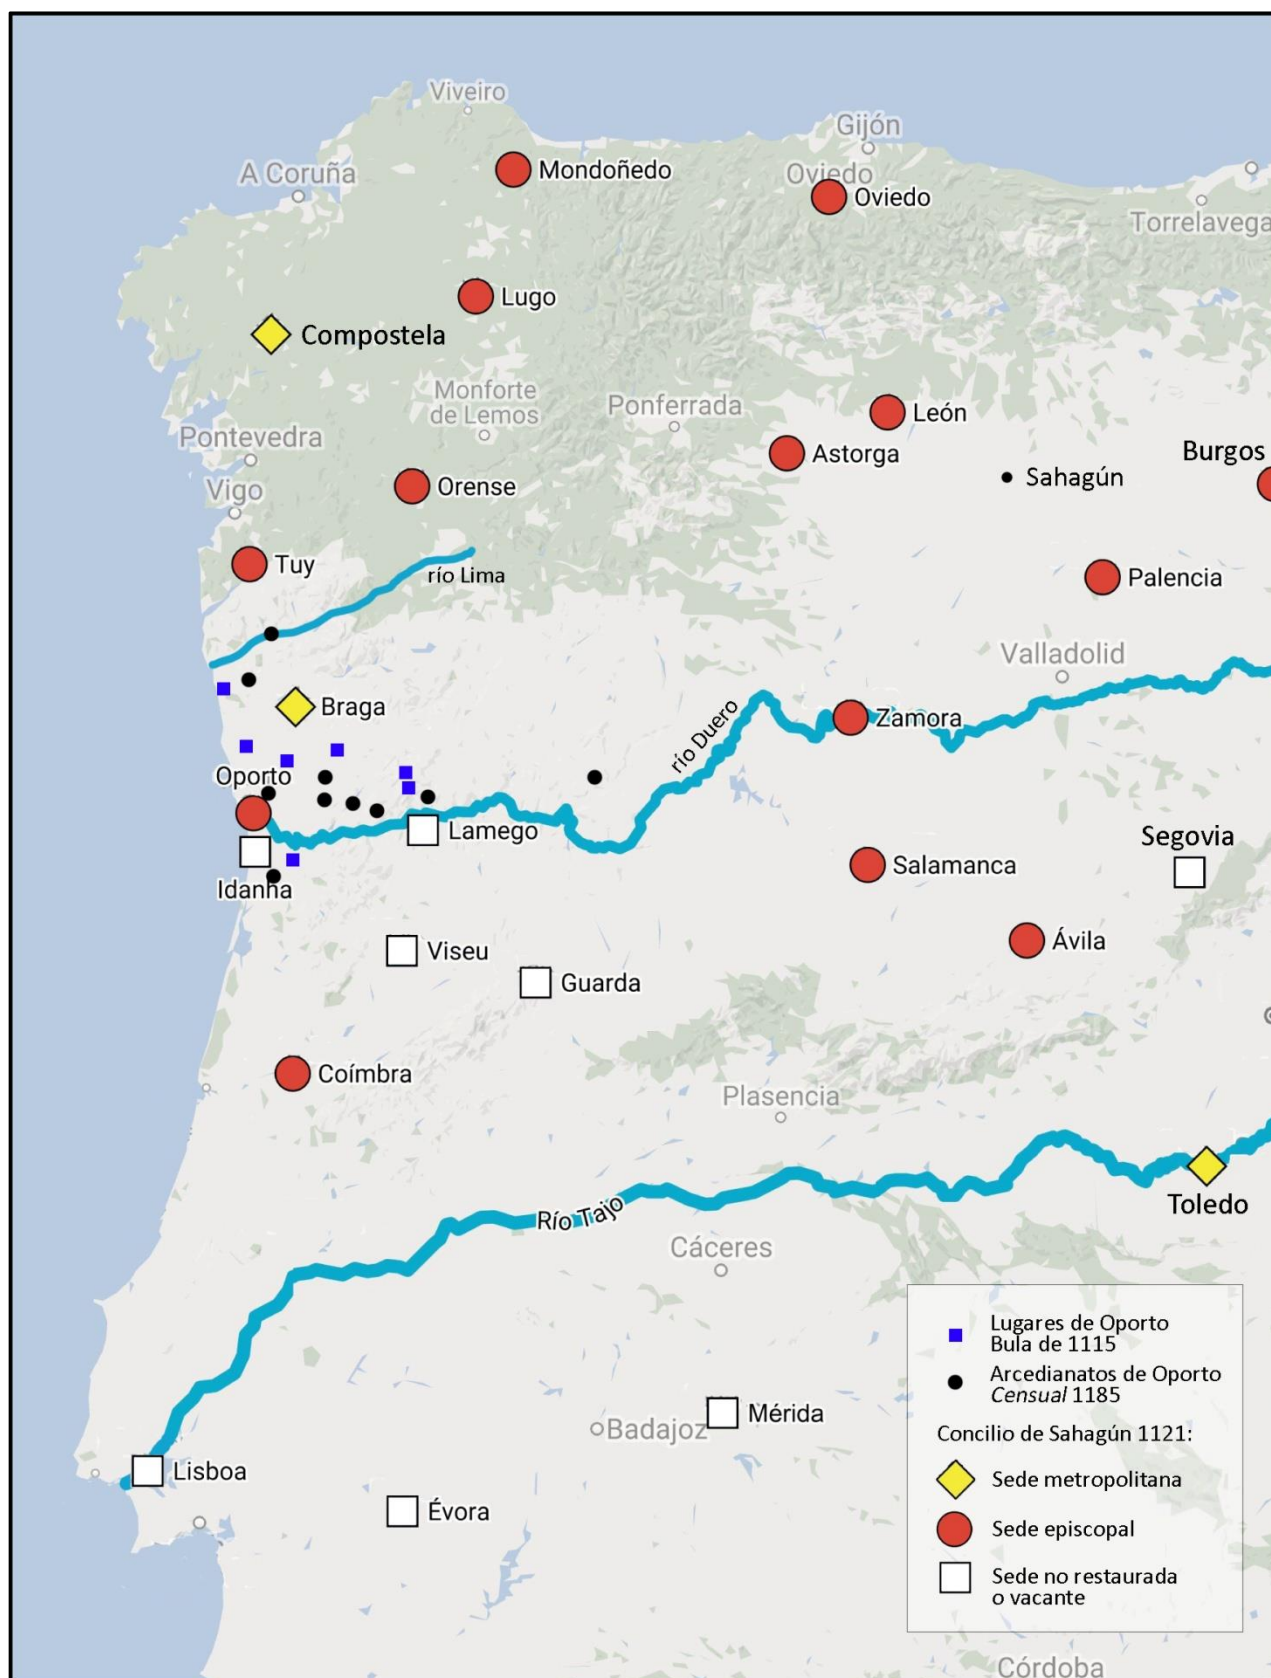 Viveiro
Gijón
A Coruña
Mondoñedo
Oviedo
Oviedo
Torrelavega
Lugo
Compostela
Monforte
de Lemos
Ponferrada
León
Pontevedra
Astorga
Burgos
Sahagún
Orense
Vigo
Tuy
río Lima
Palencia
Valladolid
Braga
Zamora
río Duero
Oporto
Lamego
Segovia
Salamanca
Idanha
Viseu
Ávila
Guarda
Coímbra
Plasencia
Toledo
Río Tajo
Cáceres
Lugares de Oporto
Bula de 1115
Arcedianatos de Oporto
Censual 1185
Concilio de Sahagún 1121:
Sede metropolitana
Sede episcopal
Sede no restaurada
o vacante
Mérida
Badajoz
Lisboa
Évora
Córdoba